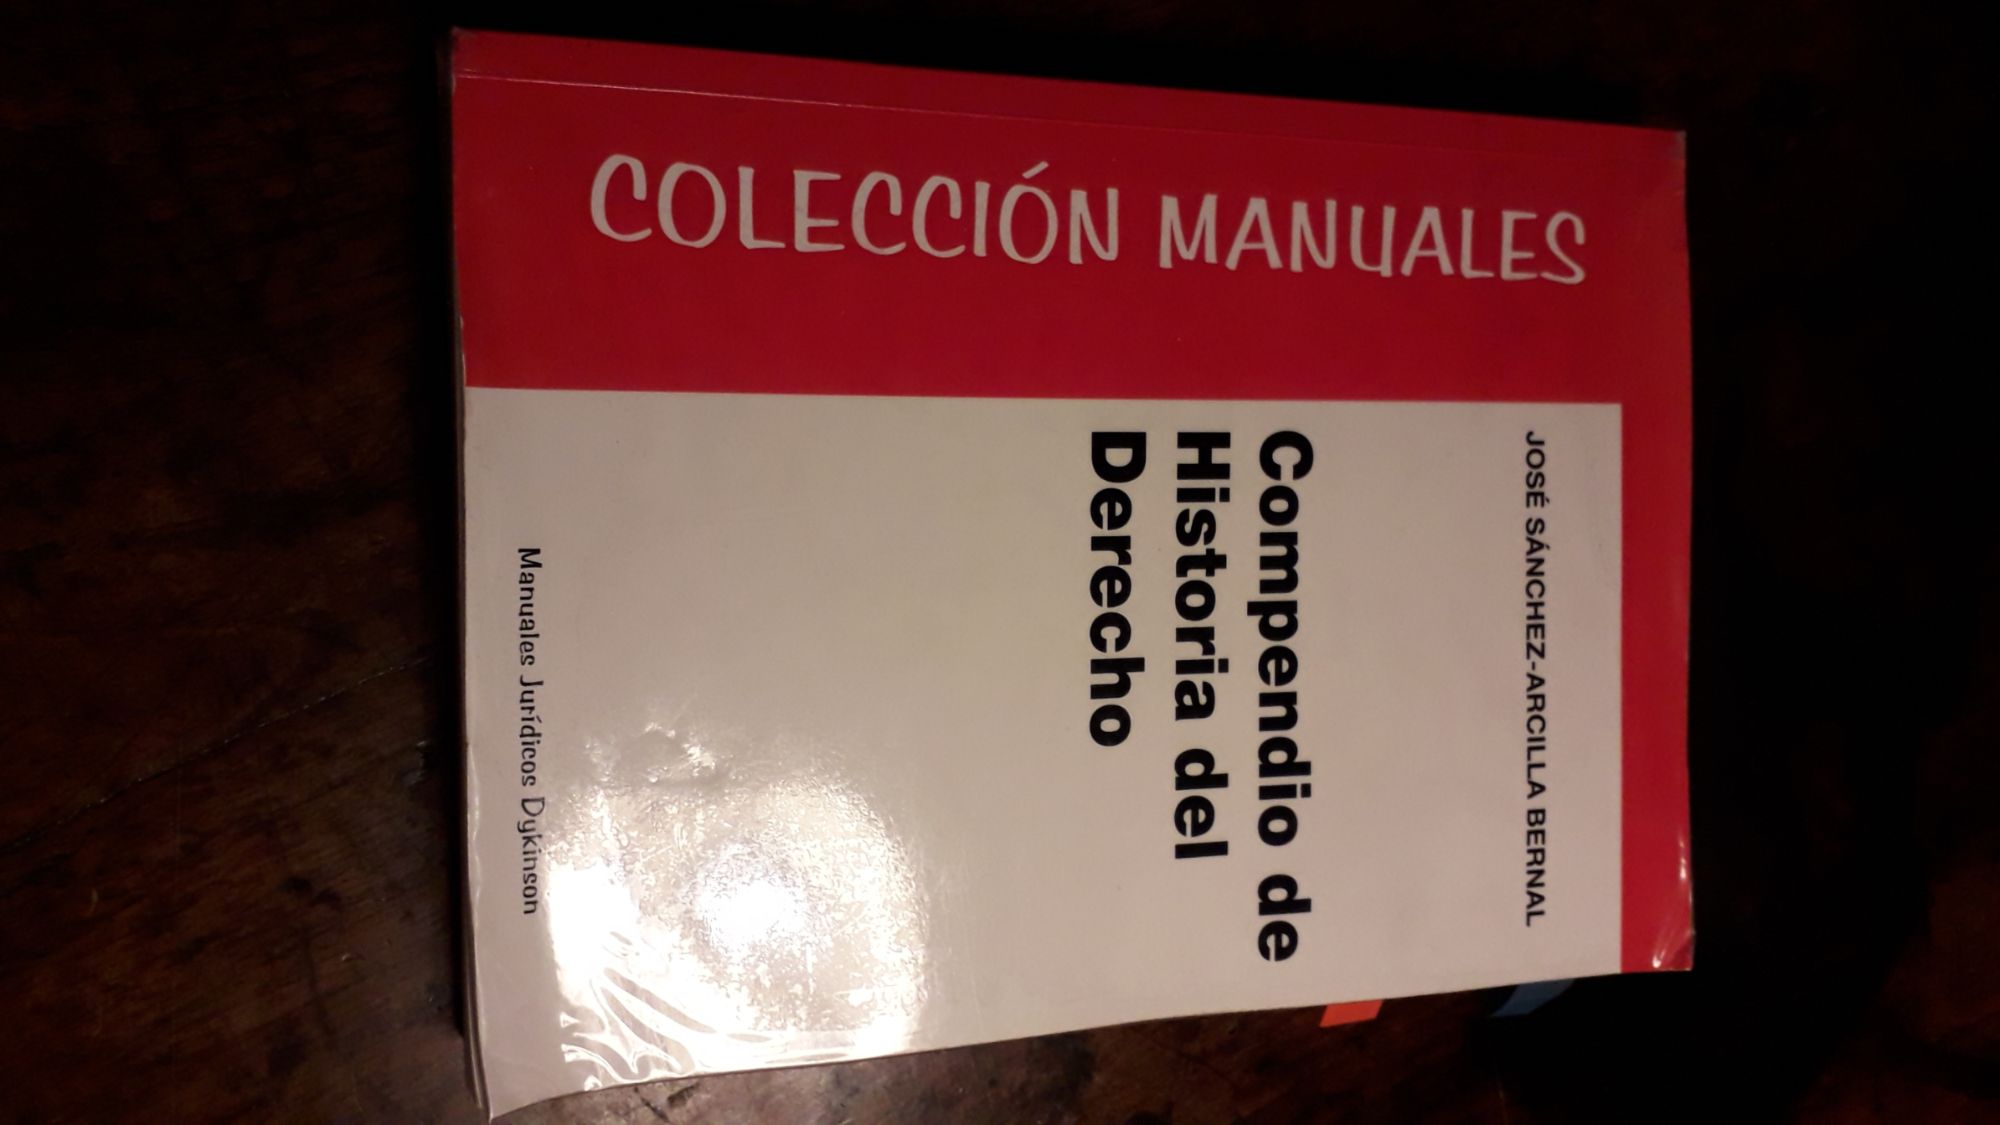 COLECCIÓN MANUALES
JOSÉ SÁNCHEZ-ARCILLA BERNAL
Compendio de
Historia del
Derecho
Manuales Jurídicos Dykinson